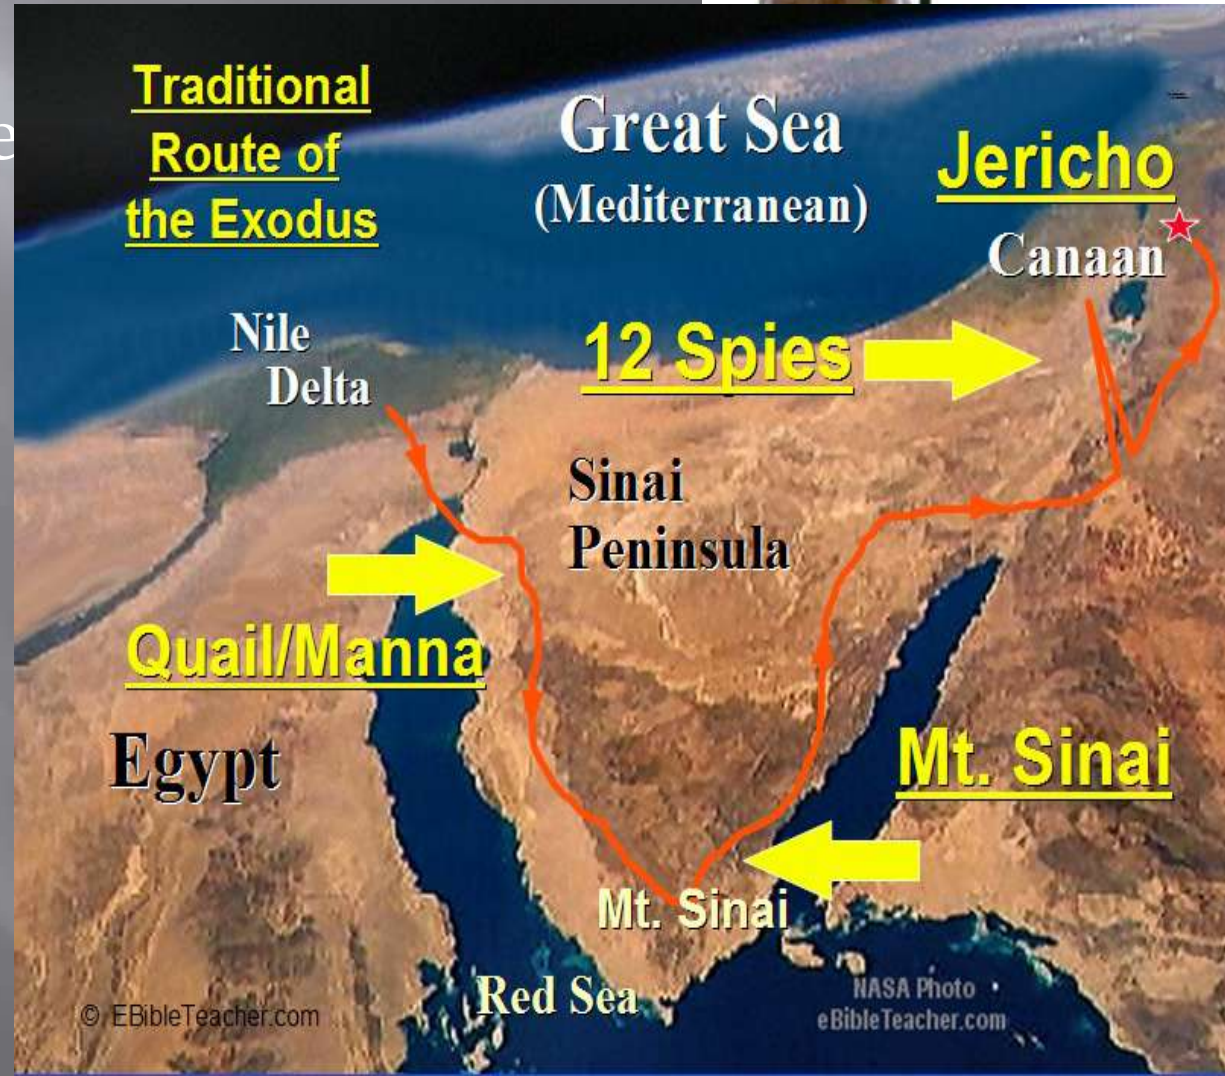 e
Traditional
Route of
the Exodus
Great Sea
(Mediterranean)
Jericho
Canaan
Nile
Delta
12 Spies
Sinai
Peninsula
Quail/Manna
Egypt
Mt. Sinai
Mt. Sinai
Red Sea
© EBibleTeacher.com
NASA Photo
eBibleTeacher.com